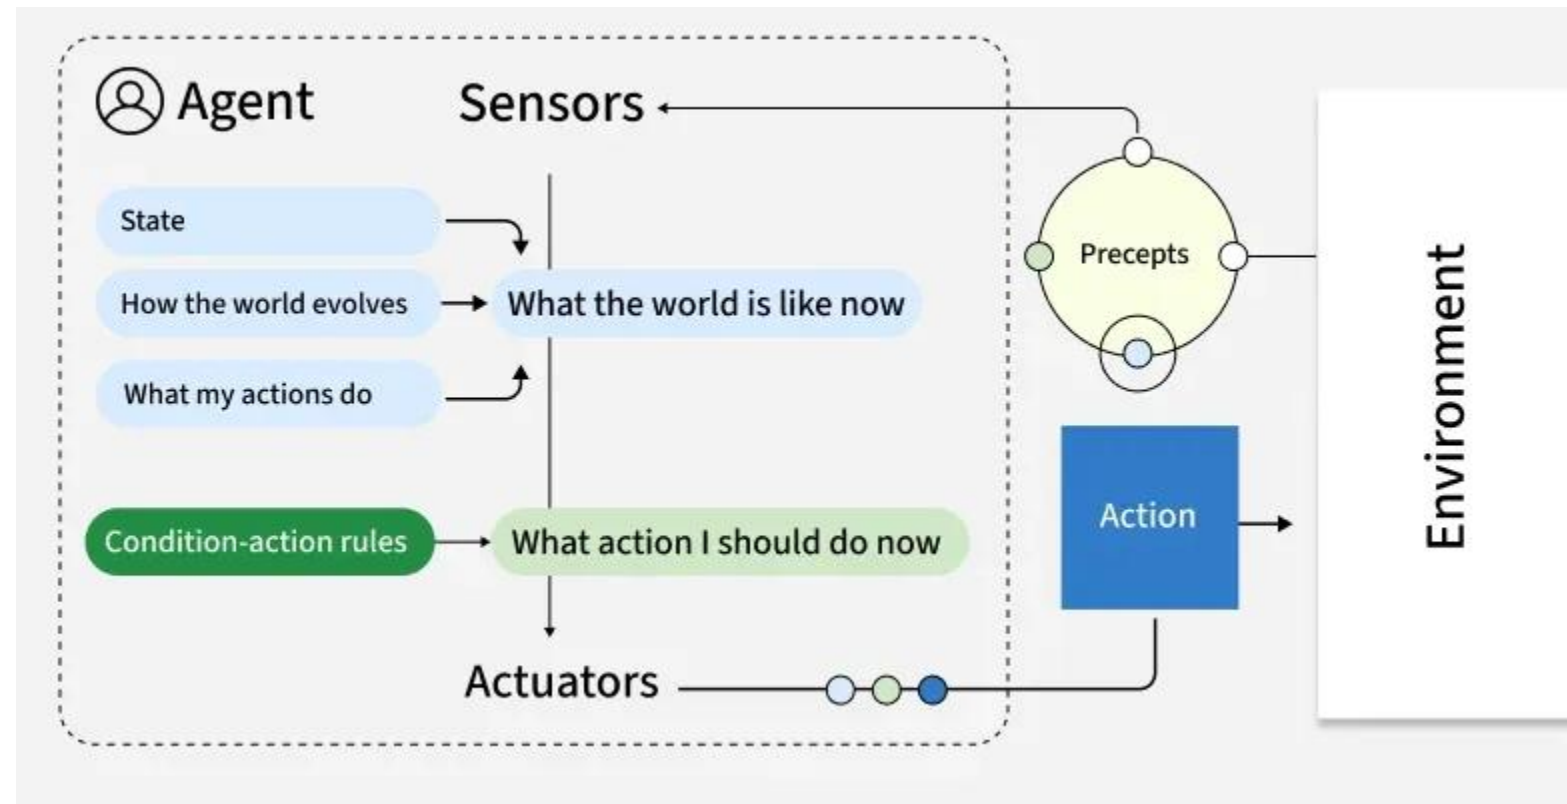 Agent
Sensors
State
How the world evolves
What the world is like now
What my actions do
Condition-action rules
What action I should do now
Actuators
Precepts
Action
Environment